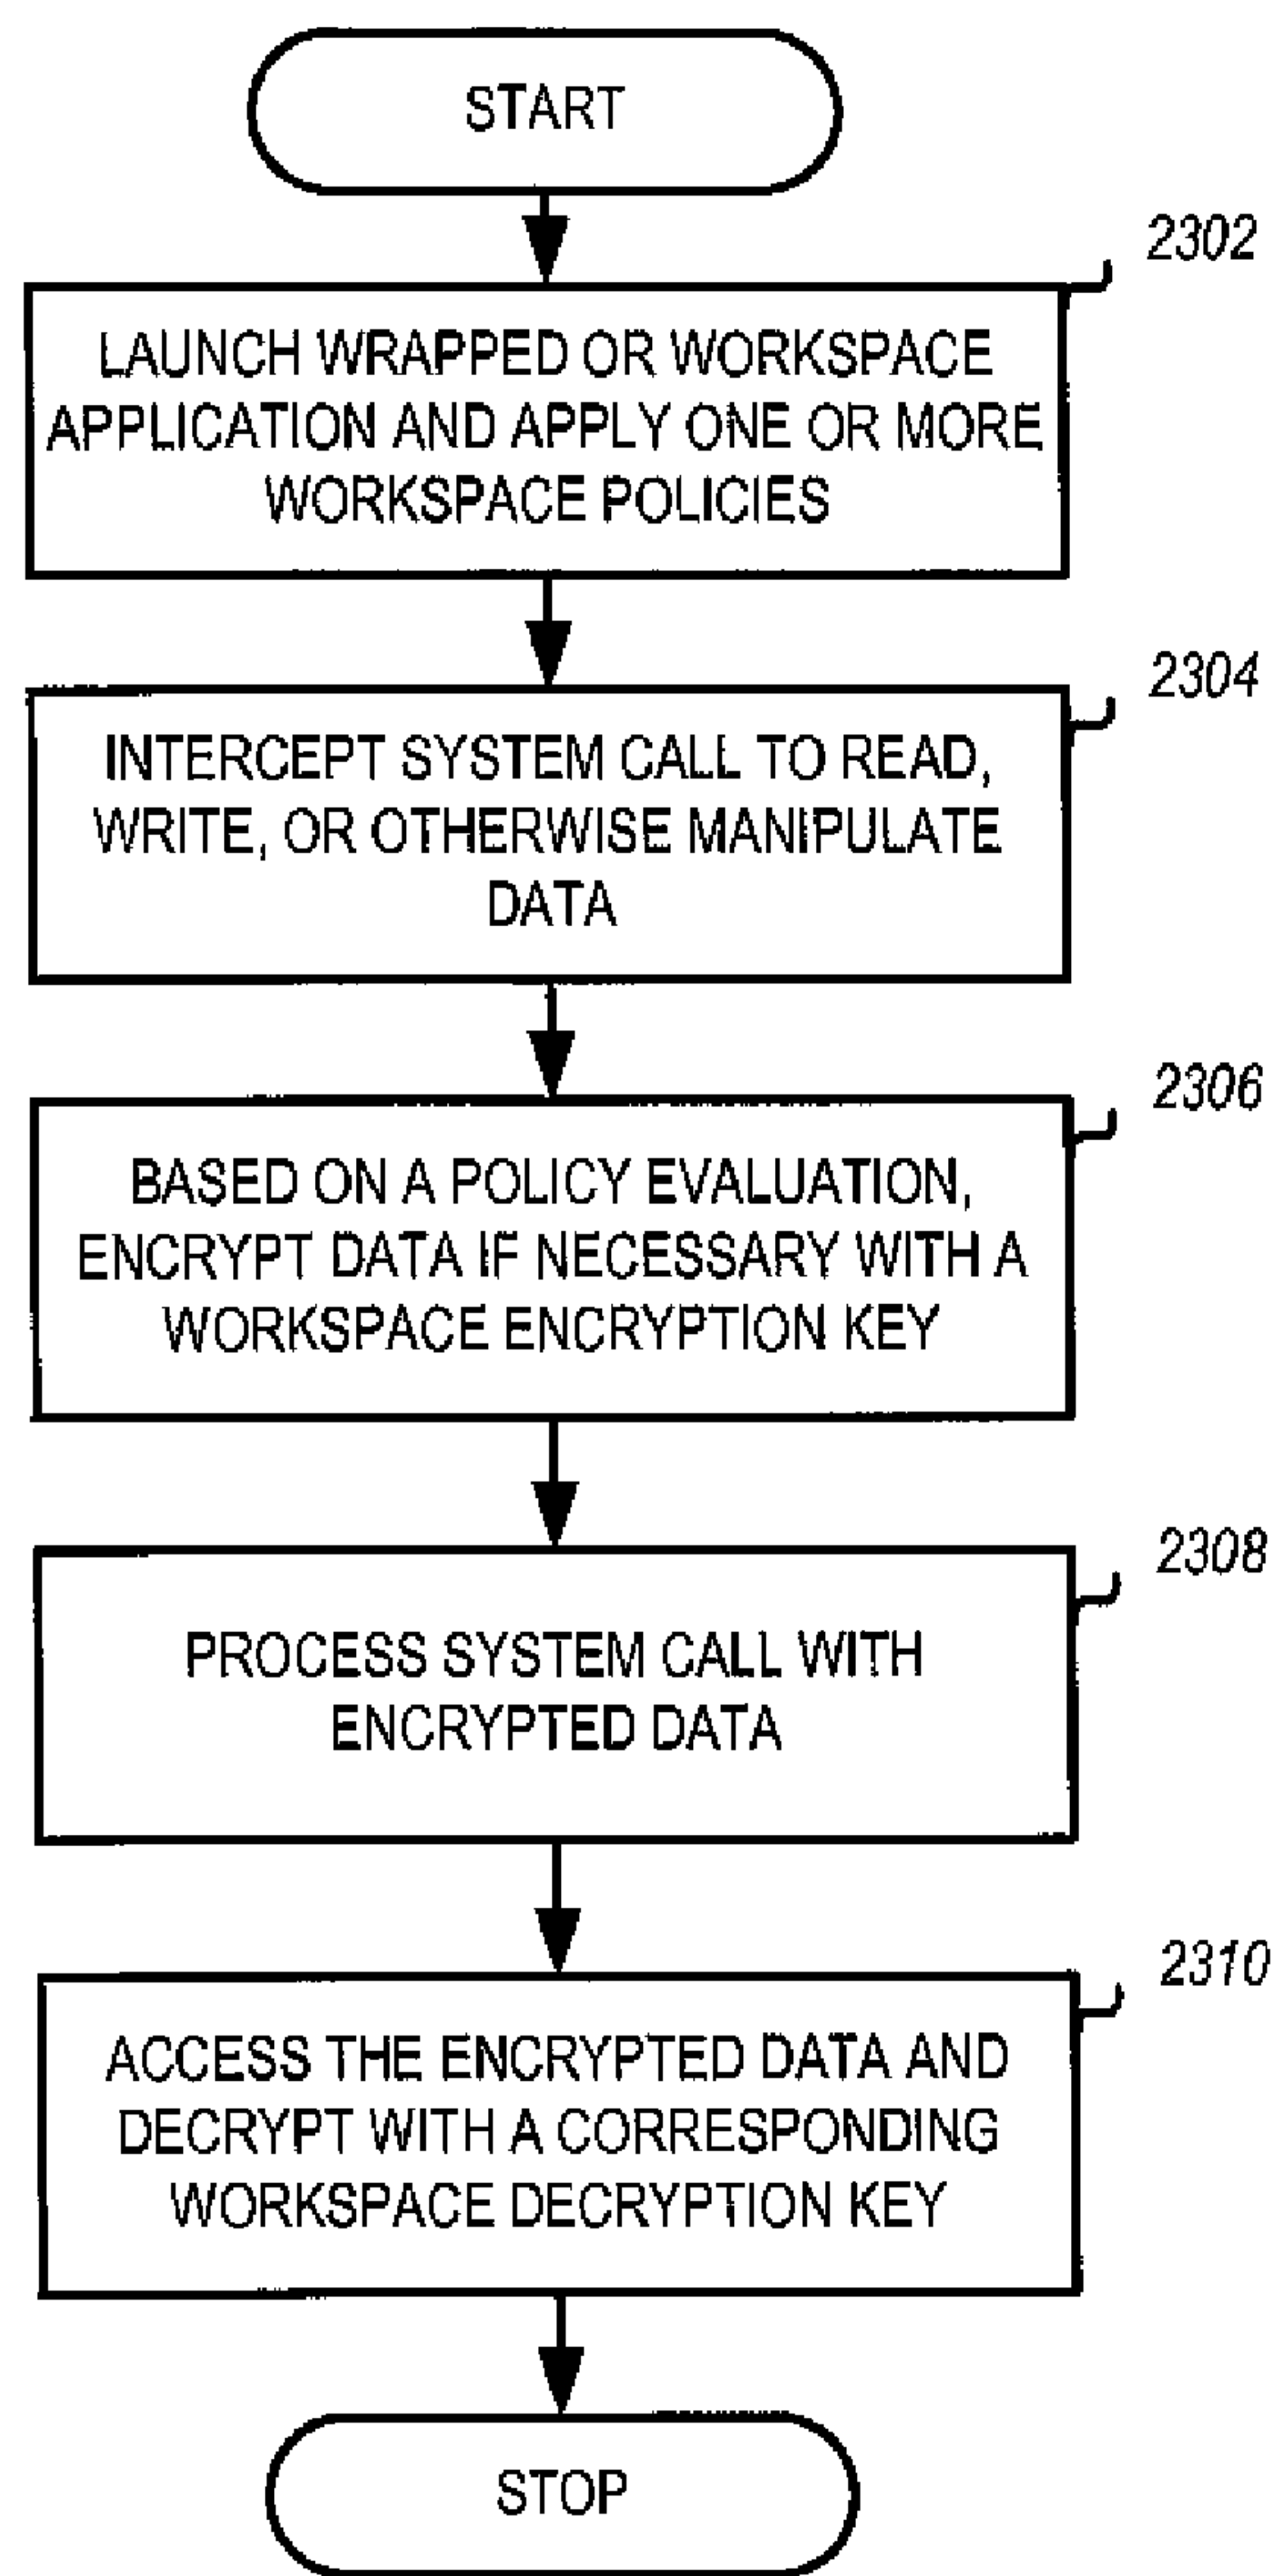 START
2302
LAUNCH WRAPPED OR WORKSPACE
APPLICATION AND APPLY ONE OR MORE
WORKSPACE POLICIES
2304
INTERCEPT SYSTEM CALL TO READ,
WRITE, OR OTHERWISE MANIPULATE
DATA
2306
BASED ON A POLICY EVALUATION,
ENCRYPT DATA IF NECESSARY WITH A
WORKSPACE ENCRYPTION KEY
2308
PROCESS SYSTEM CALL WITH
ENCRYPTED DATA
2310
ACCESS THE ENCRYPTED DATA AND
DECRYPT WITH A CORRESPONDING
WORKSPACE DECRYPTION KEY
STOP